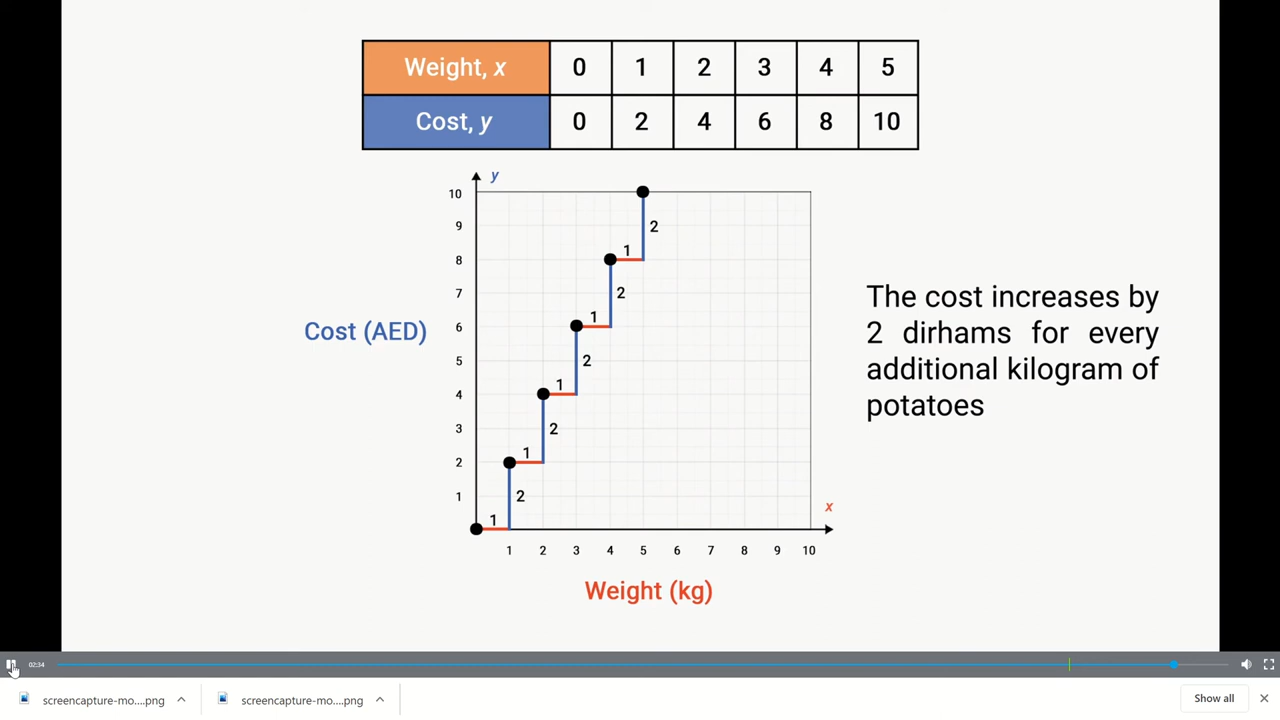 Weight, x 0 1 2 3 4 5
Cost, y 0 2 4 6 8 10
y
10
9
8
7
6
5
4
3
2
1
2
1
2
1
2
1
2
1
2
1
Cost (AED)
The cost increases by
2 dirhams for every
additional kilogram of
potatoes
x
1 2 3 4 5 6 7 8 9 10
Weight (kg)
02:34
screencapture-mo....png
screencapture-mo....png
Show all